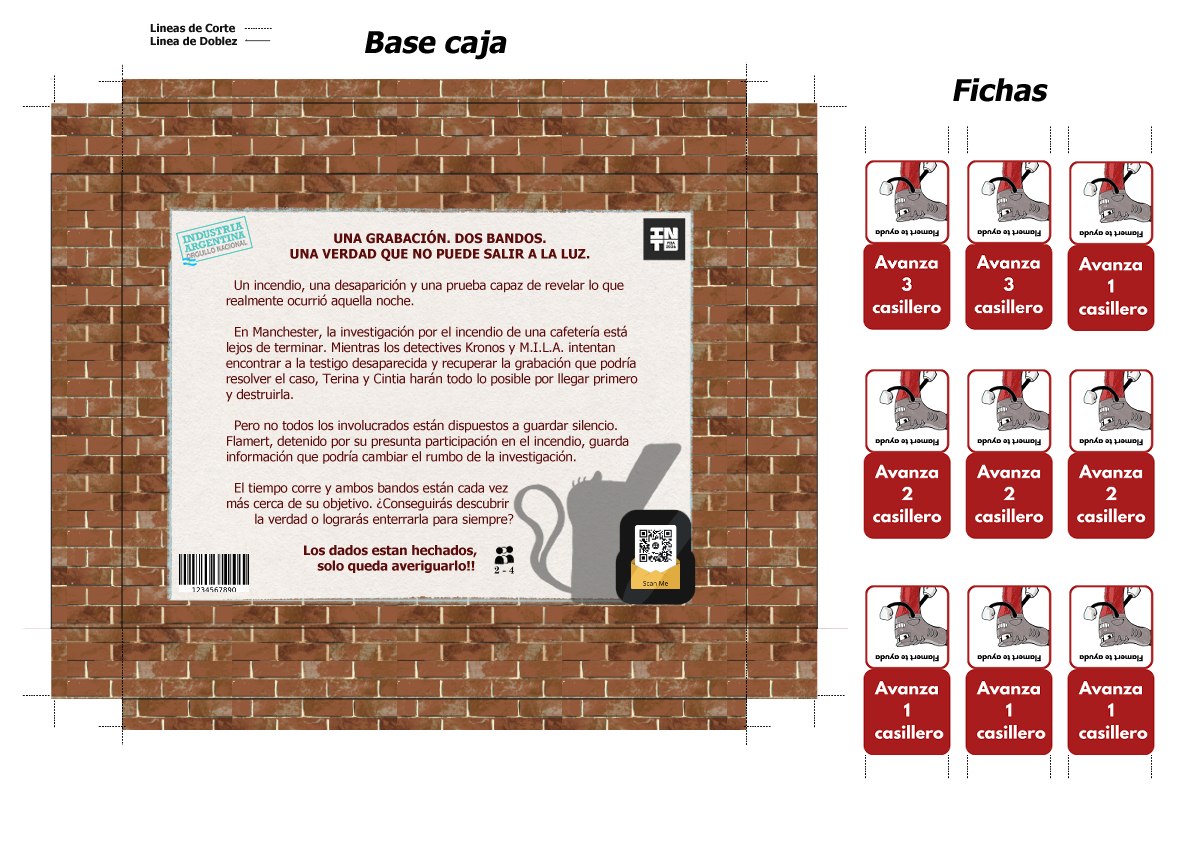 Lineas de Corte
Linea de Doblez
Base caja
Fichas
INDUSTRIA
ARGENTINA
ORGULLO NACIONAL
INT
UNA GRABACIÓN. DOS BANDOS.
UNA VERDAD QUE NO PUEDE SALIR A LA LUZ.
Un incendio, una desaparición y una prueba capaz de revelar lo que
realmente ocurrió aquella noche.
En Manchester, la investigación por el incendio de una cafetería está
lejos de terminar. Mientras los detectives Kronos y M.I.L.A. intentan
encontrar a la testigo desaparecida y recuperar la grabación que podría
resolver el caso, Terina y Cintia harán todo lo posible por llegar primero
y destruirla.
Pero no todos los involucrados están dispuestos a guardar silencio.
Flamert, detenido por su presunta participación en el incendio, guarda
información que podría cambiar el rumbo de la investigación.
El tiempo corre y ambos bandos están cada vez
más cerca de su objetivo. ¿Conseguirás descubrir
la verdad o lograrás enterrarla para siempre?
Los dados estan hechados,
solo queda averiguarlo!!
2 - 4
Scan Me
1234567890
Flamert te ayuda
Flamert te ayuda
Flamert te ayuda
Avanza
3
casillero
Avanza
3
casillero
Avanza
1
casillero
Flamert te ayuda
Flamert te ayuda
Flamert te ayuda
Avanza
2
casillero
Avanza
2
casillero
Avanza
2
casillero
Flamert te ayuda
Flamert te ayuda
Flamert te ayuda
Avanza
1
casillero
Avanza
1
casillero
Avanza
1
casillero